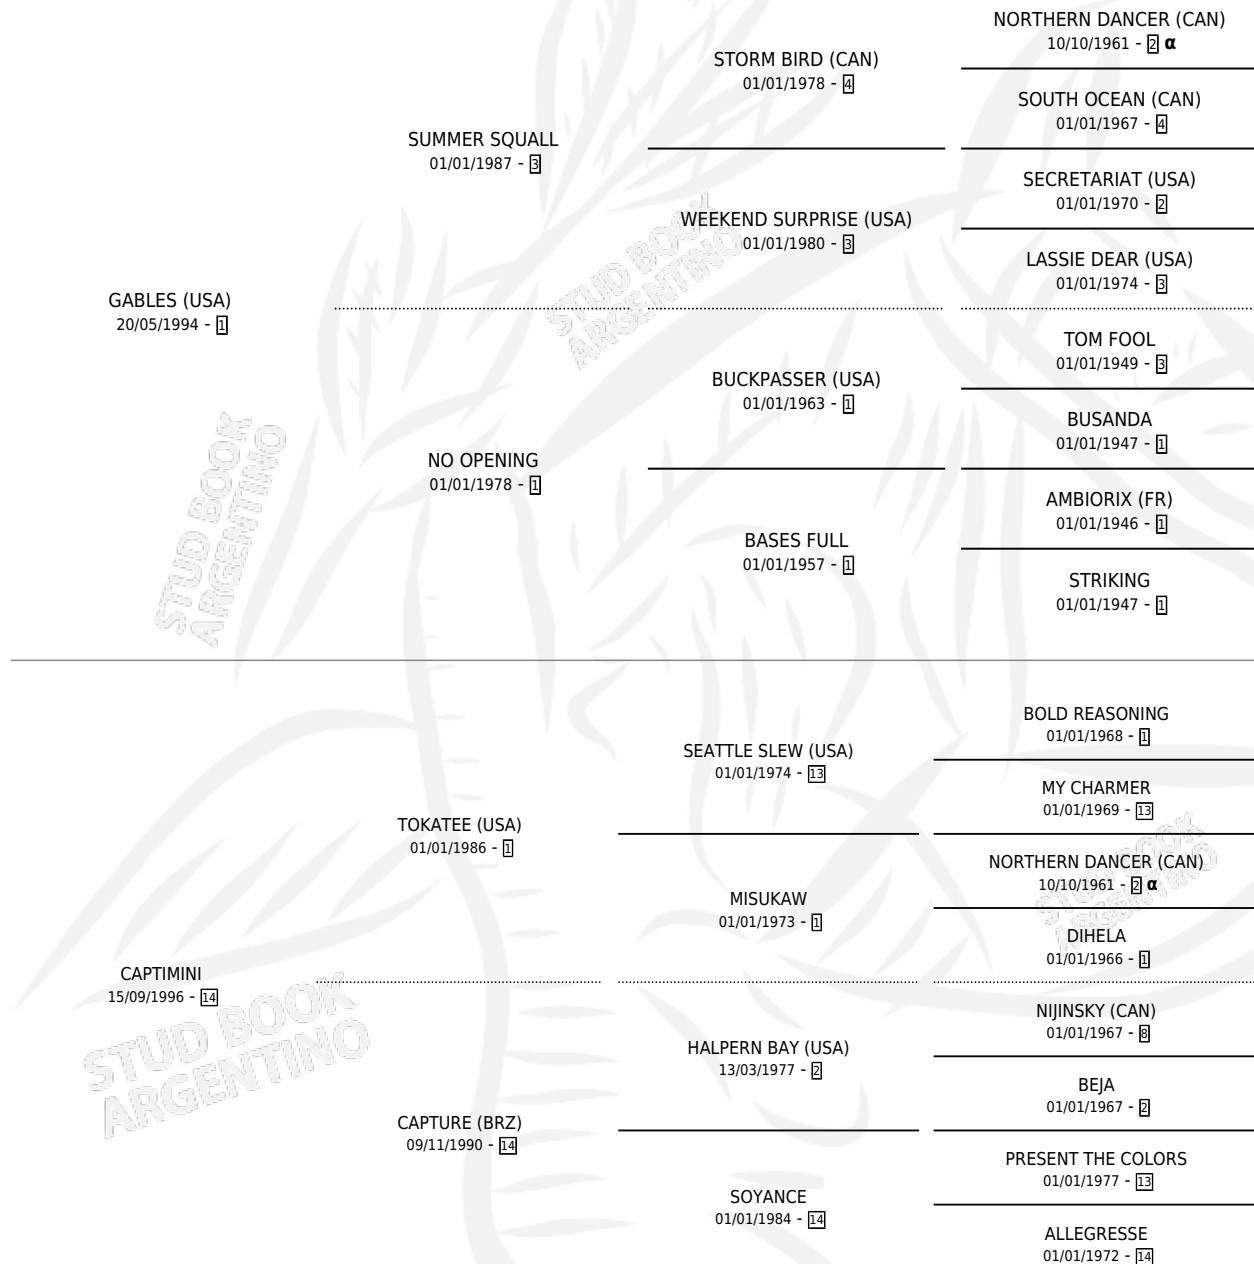 NORTHERN DANCER (CAN)
10/10/1961 - 2 α
STORM BIRD (CAN)
01/01/1978 - 4
SOUTH OCEAN (CAN)
01/01/1967 - 4
SUMMER SQUALL
01/01/1987 - 3
SECRETARIAT (USA)
01/01/1970 - 2
WEEKEND SURPRISE (USA)
01/01/1980 - 3
LASSIE DEAR (USA)
01/01/1974 - 3
GABLES (USA)
20/05/1994 - 1
TOM FOOL
01/01/1949 - 3
BUCKPASSER (USA)
01/01/1963 - 1
BUSANDA
01/01/1947 - 1
NO OPENING
01/01/1978 - 1
AMBIORIX (FR)
01/01/1946 - 1
BASES FULL
01/01/1957 - 1
STRIKING
01/01/1947 - 1
BOLD REASONING
01/01/1968 - 1
SEATTLE SLEW (USA)
01/01/1974 - 13
MY CHARMER
01/01/1969 - 13
TOKATEE (USA)
01/01/1986 - 1
NORTHERN DANCER (CAN)
10/10/1961 - 2 α
MISUKAW
01/01/1973 - 1
DIHELA
01/01/1966 - 1
CAPTIMINI
15/09/1996 - 14
NIJINSKY (CAN)
01/01/1967 - 8
HALPERN BAY (USA)
13/03/1977 - 2
BEJA
01/01/1967 - 2
CAPTURE (BRZ)
09/11/1990 - 14
PRESENT THE COLORS
01/01/1977 - 13
SOYANCE
01/01/1984 - 14
ALLEGRESSE
01/01/1972 - 14
STUD BOOK
ARGENTINO
STUD BOOK
ARGENTINO
STUD BOOK
ARGENTINO
STUD BOOK
ARGENTINO